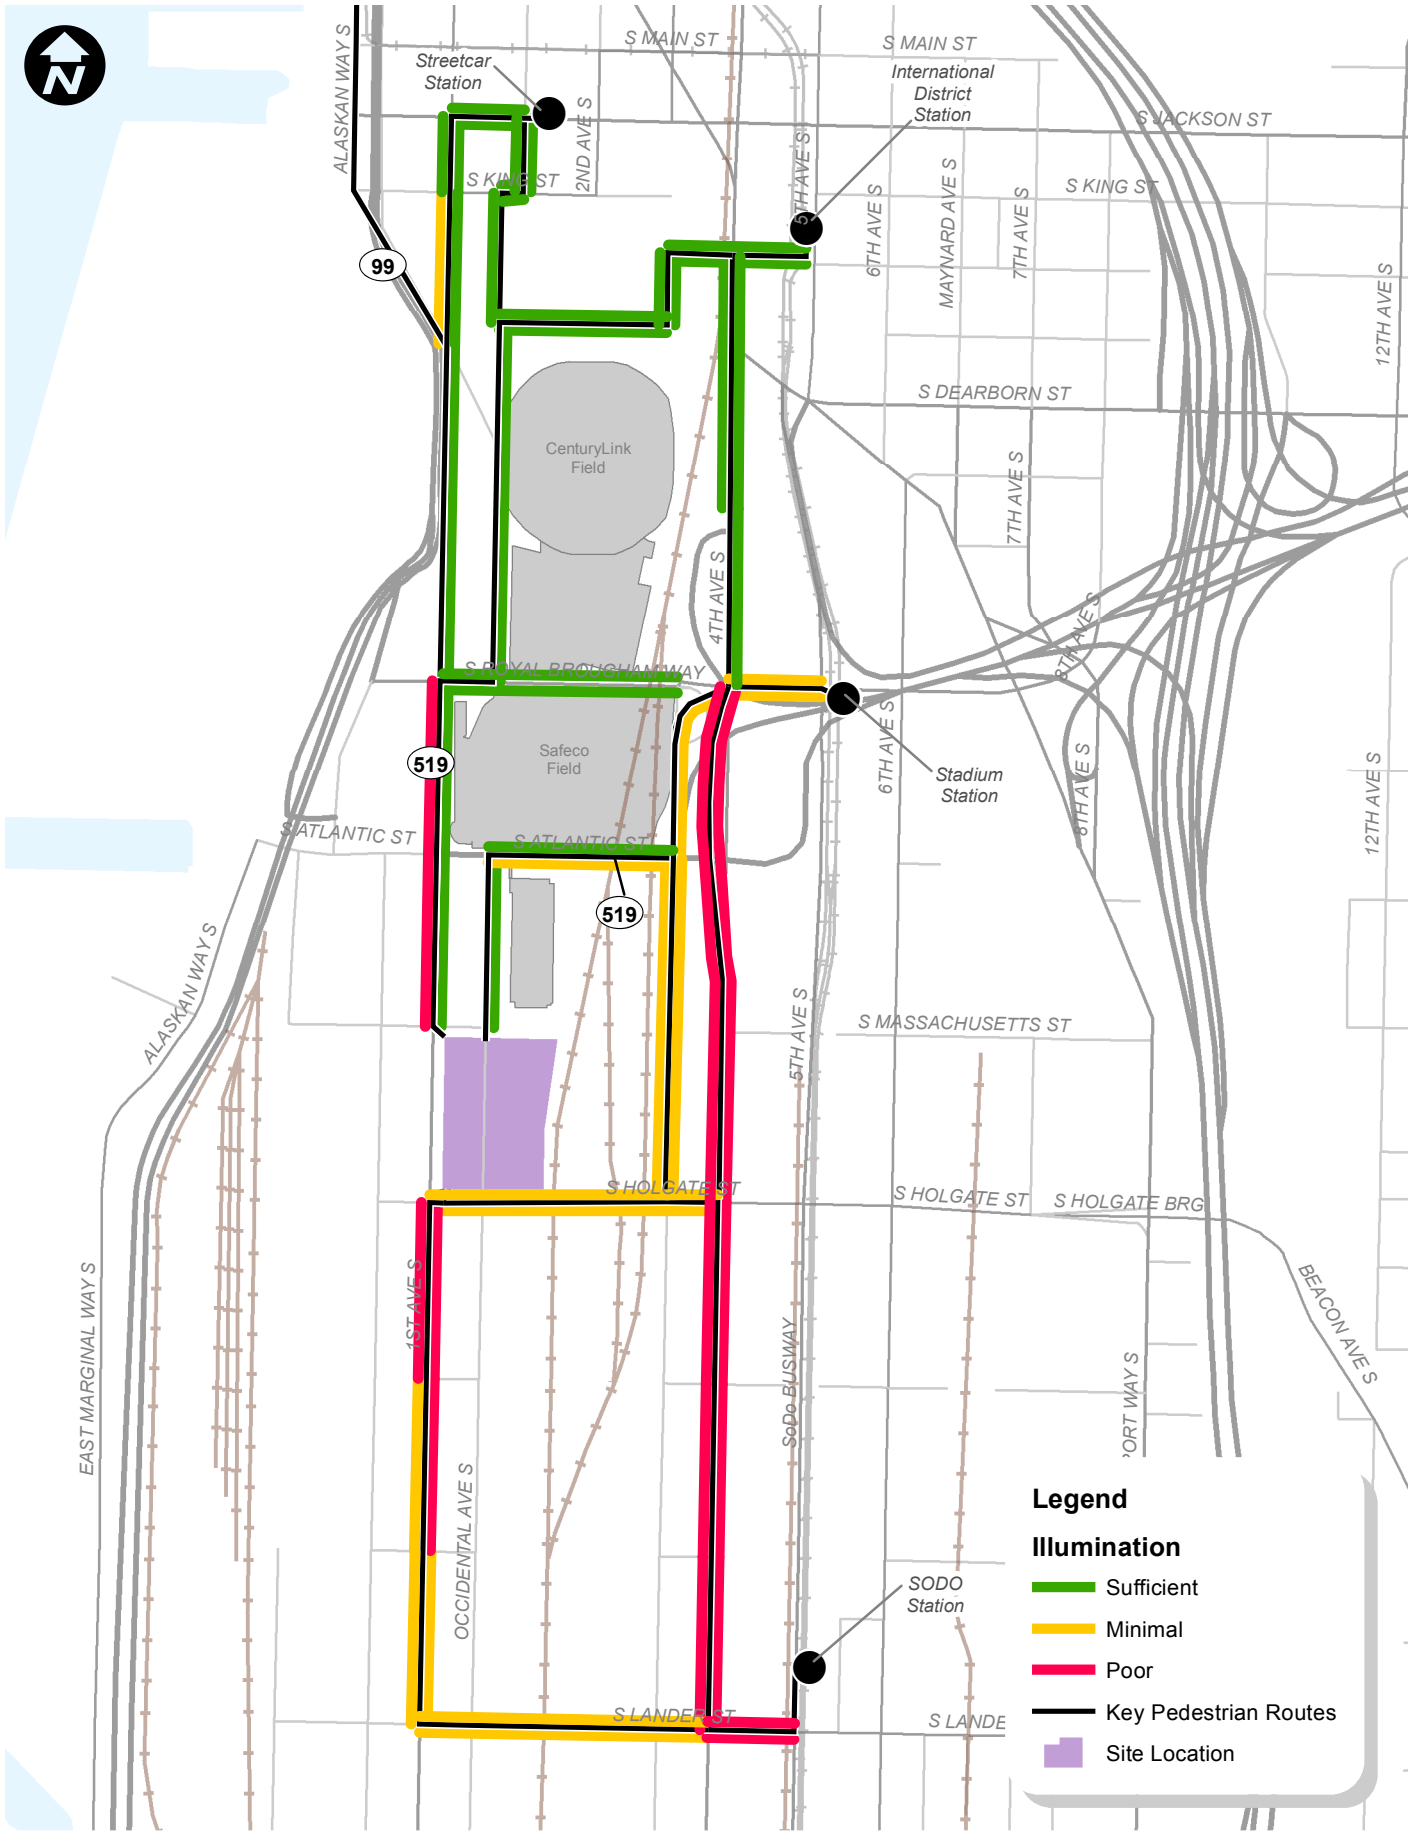 N
ALASKAN WAY S
S MAIN ST
S MAIN ST
Streetcar
Station
International
District
Station
2ND AVE S
S JACKSON ST
5TH AVE S
S KING ST
S KING ST
6TH AVE S
MAYNARD AVE S
7TH AVE S
99
12TH AVE S
S DEARBORN ST
CenturyLink
Field
7TH AVE S
4TH AVE S
8TH AVE S
S ROYAL BROUGHAM WAY
6TH AVE S
519
Safeco
Field
Stadium
Station
8TH AVE S
12TH AVE S
S ATLANTIC ST
S ATLANTIC ST
519
ALASKAN WAY S
5TH AVE S
S MASSACHUSETTS ST
S HOLGATE ST
S HOLGATE ST
S HOLGATE BRG
1ST AVE S
EAST MARGINAL WAY S
BEACON AVE S
SoDo BUSWAY
PORT WAY S
OCCIDENTAL AVE S
SODO
Station
S LANDER ST
S LANDE
Legend
Illumination
Sufficient
Minimal
Poor
Key Pedestrian Routes
Site Location